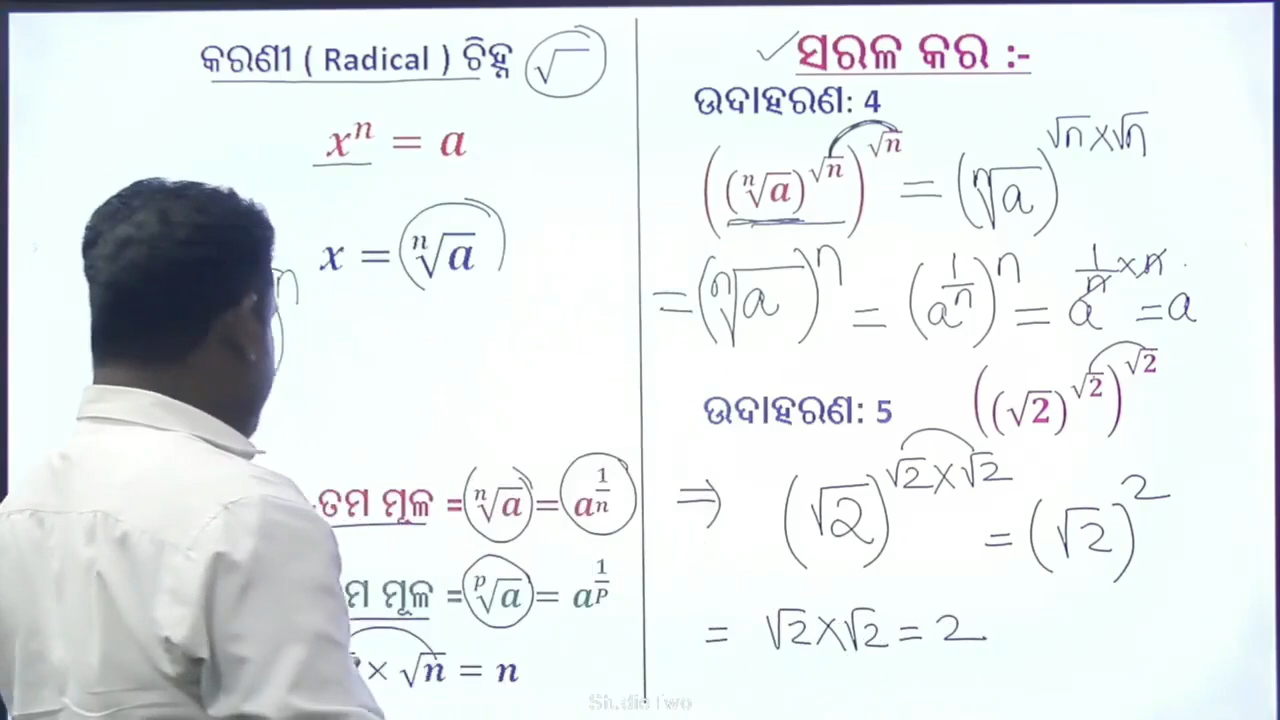 କରଣୀ ( Radical ) ଚିହ୍ନ √
xⁿ = a
x = ⁿ√a
n
ତମ ମୂଳ = ⁿ√a = a^(1/n)
ମ ମୂଳ = ᵖ√a = a^(1/P)
× √n = n
✓ ସରଳ କର :-
ଉଦାହରଣ: 4
((ⁿ√a)^√n)^√n = (ⁿ√a)^(√n×√n)
= (ⁿ√a)ⁿ = (a^(1/n))ⁿ = a^(1/n × n) = a
ଉଦାହରଣ: 5 ((√2)^√2)^√2
⇒ (√2)^(√2×√2) = (√2)²
= √2×√2 = 2